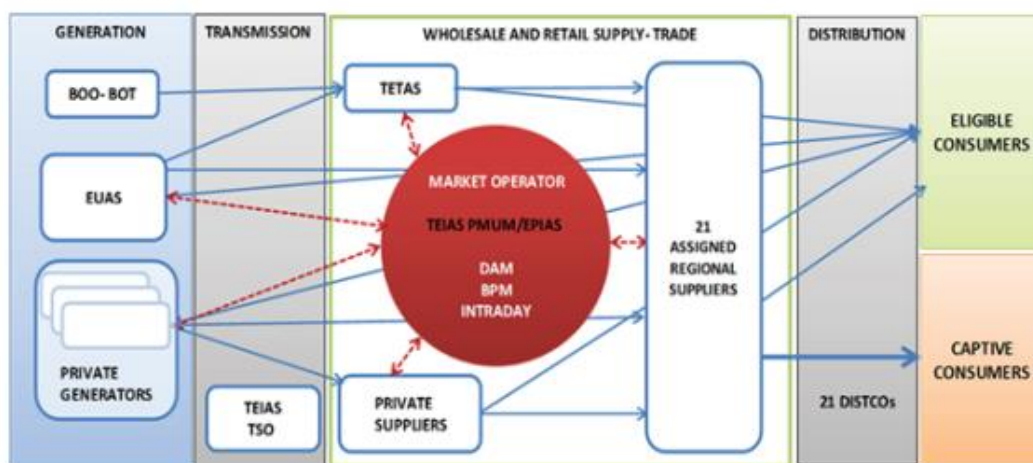 GENERATION
TRANSMISSION
WHOLESALE AND RETAIL SUPPLY- TRADE
DISTRIBUTION
BOO- BOT
TETAS
ELIGIBLE
CONSUMERS
EUAS
MARKET OPERATOR
TEIAS PMUM/EPIAS
DAM
BPM
INTRADAY
21
ASSIGNED
REGIONAL
SUPPLIERS
PRIVATE
GENERATORS
TEIAS
TSO
PRIVATE
SUPPLIERS
21 DISTCOs
CAPTIVE
CONSUMERS